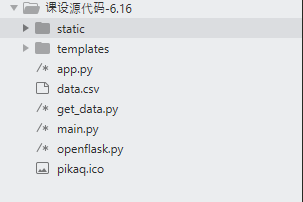 课设源代码-6.16
static
templates
app.py
data.csv
get_data.py
main.py
openflask.py
pikaq.ico